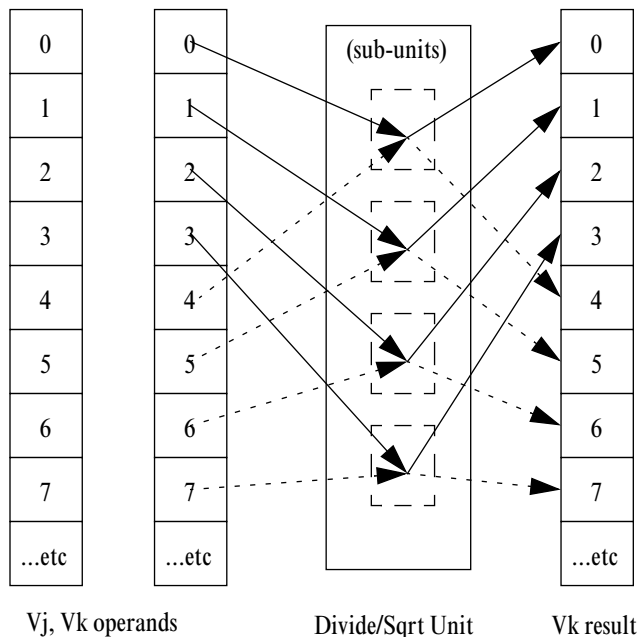 0 0 (sub-units) 0
1 1 1
2 2 2
3 3 3
4 4 4
5 5 5
6 6 6
7 7 7
...etc ...etc ...etc
Vj, Vk operands Divide/Sqrt Unit Vk result